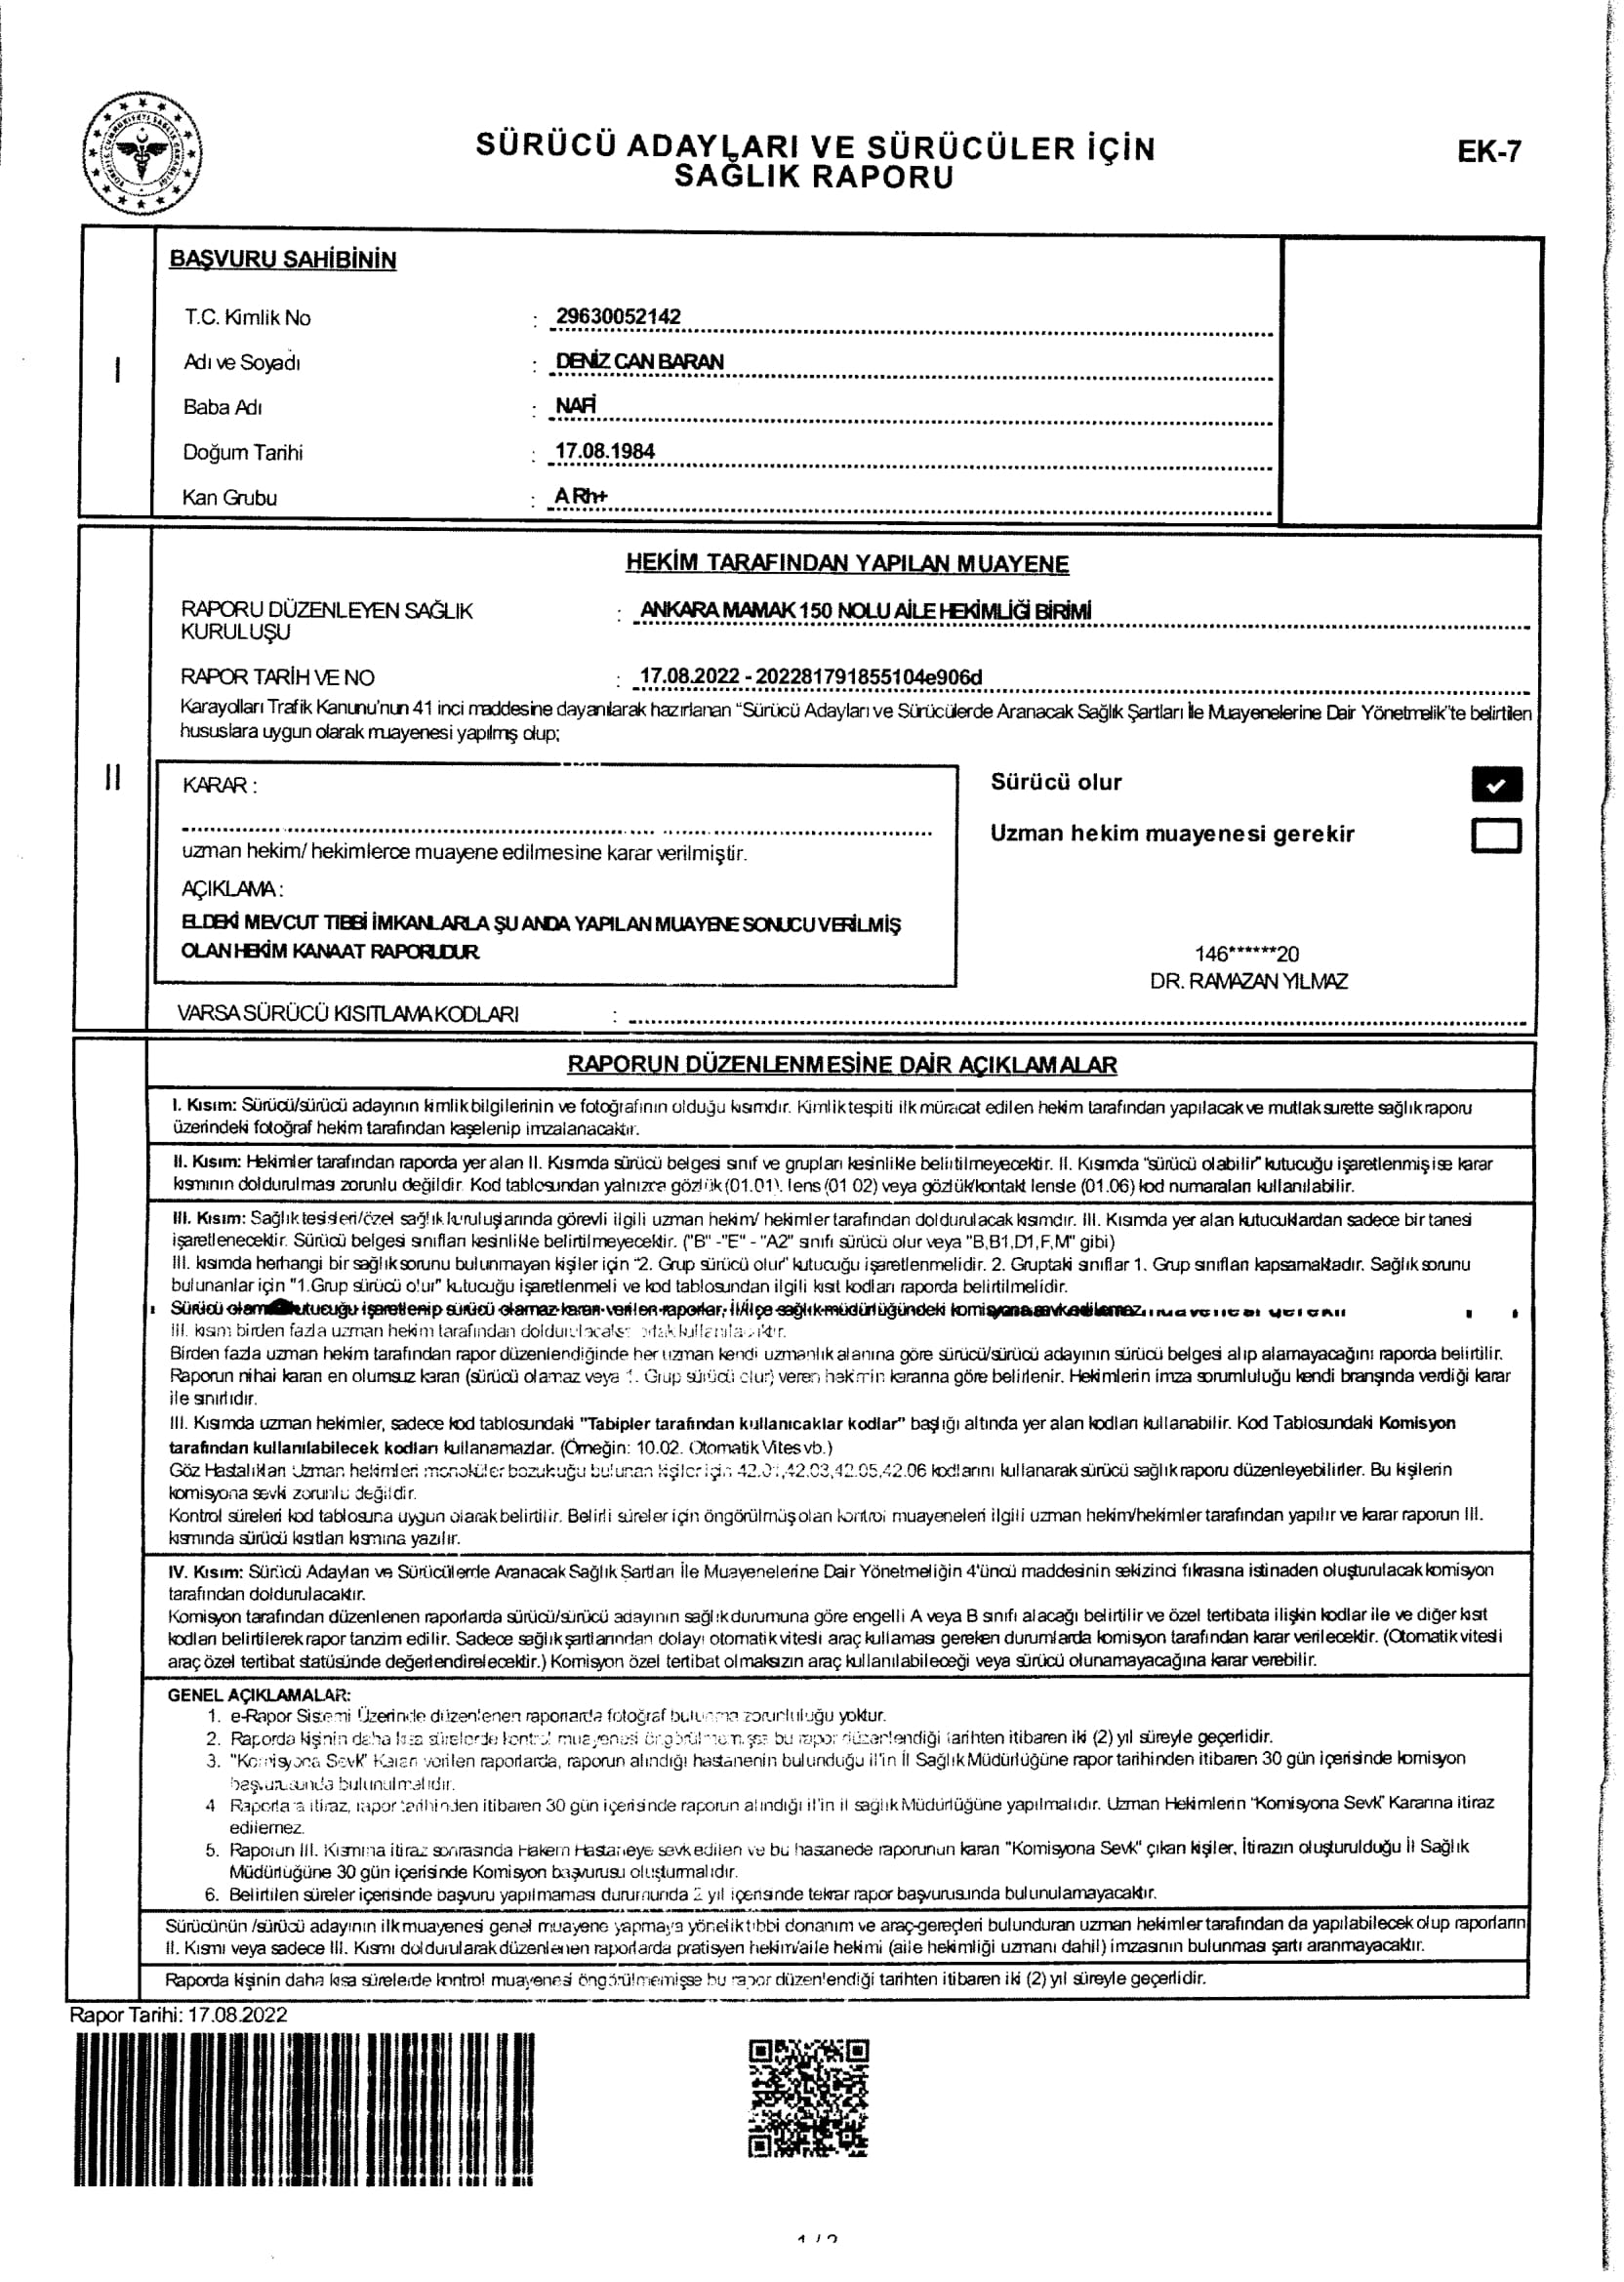 SÜRÜCÜ ADAYLARI VE SÜRÜCÜLER İÇİN
SAĞLIK RAPORU
EK-7
BAŞVURU SAHİBİNİN
I
T.C. Kimlik No : 29630052142
Adı ve Soyadı : DENİZ CAN BARAN
Baba Adı : NAFİ
Doğum Tarihi : 17.08.1984
Kan Grubu : A Rh+
HEKİM TARAFINDAN YAPILAN MUAYENE
II
RAPORU DÜZENLEYEN SAĞLIK : ANKARA MAMAK 150 NOLU AİLE HEKİMLİĞİ BİRİMİ
KURULUŞU
RAPOR TARİH VE NO : 17.08.2022 - 202281791855104e906d
Karayolları Trafik Kanunu'nun 41 inci maddesine dayanılarak hazırlanan "Sürücü Adayları ve Sürücülerde Aranacak Sağlık Şartları İle Muayenelerine Dair Yönetmelik"te belirtilen
hususlara uygun olarak muayenesi yapılmış olup;
KARAR :
uzman hekim/ hekimlerce muayene edilmesine karar verilmiştir.
AÇIKLAMA :
ELDEKİ MEVCUT TIBBİ İMKANLARLA ŞU ANDA YAPILAN MUAYENE SONUCU VERİLMİŞ
OLAN HEKİM KANAAT RAPORUDUR
Sürücü olur
Uzman hekim muayenesi gerekir
146******20
DR. RAMAZAN YILMAZ
VARSA SÜRÜCÜ KISITLAMA KODLARI :
RAPORUN DÜZENLENMESİNE DAİR AÇIKLAMALAR
I. Kısım: Sürücü/sürücü adayının kimlik bilgilerinin ve fotoğrafının olduğu kısımdır. Kimlik tespiti ilk müracat edilen hekim tarafından yapılacak ve mutlak surette sağlık raporu
üzerindeki fotoğraf hekim tarafından kaşelenip imzalanacaktır.
II. Kısım: Hekimler tarafından raporda yer alan II. Kısımda sürücü belgesi sınıf ve grupları kesinlikle belirtilmeyecektir. II. Kısımda "sürücü olabilir" kutucuğu işaretlenmiş ise karar
kısmının doldurulması zorunlu değildir. Kod tablosundan yalnızca gözlük (01.01), lens (01 02) veya gözlük/kontakt lensle (01.06) kod numaraları kullanılabilir.
III. Kısım: Sağlık tesisleri/özel sağlık kuruluşlarında görevli ilgili uzman hekim/ hekimler tarafından doldurulacak kısımdır. III. Kısımda yer alan kutucuklardan sadece bir tanesi
işaretlenecektir. Sürücü belgesi sınıfları kesinlikle belirtilmeyecektir. ("B" -"E" - "A2" sınıfı sürücü olur veya "B,B1,D1,F,M" gibi)
III. kısımda herhangi bir sağlık sorunu bulunmayan kişiler için "2. Grup sürücü olur" kutucuğu işaretlenmelidir. 2. Gruptaki sınıflar 1. Grup sınıfları kapsamaktadır. Sağlık sorunu
bulunanlar için "1.Grup sürücü olur" kutucuğu işaretlenmeli ve kod tablosundan ilgili kısıt kodları raporda belirtilmelidir.
Sürücü kutucuğu işaretlenip sürücü olamaz kararı verilen raporlar, İl/ilçe sağlık müdürlüğündeki komisyona sevkedilemez.
III. kısım birden fazla uzman hekim tarafından
Birden fazla uzman hekim tarafından rapor düzenlendiğinde her uzman kendi uzmanlık alanına göre sürücü/sürücü adayının sürücü belgesi alıp alamayacağını raporda belirtilir.
Raporun nihai kararı en olumsuz kararı (sürücü olamaz veya 1. Grup sürücü olur) veren hekimin kararına göre belirlenir. Hekimlerin imza sorumluluğu kendi branşında verdiği karar
ile sınırlıdır.
III. Kısımda uzman hekimler, sadece kod tablosundaki "Tabipler tarafından kullanıcaklar kodlar" başlığı altında yer alan kodları kullanabilir. Kod Tablosundaki Komisyon
tarafından kullanılabilecek kodları kullanamazlar. (Örneğin: 10.02. Otomatik Vites vb.)
Göz Hastalıkları Uzman hekimleri monoküler bozukuğu bulunan kişiler için 42.01,42.03,42.05,42.06 kodlarını kullanarak sürücü sağlık raporu düzenleyebilirler. Bu kişilerin
komisyona sevki zorunlu değildir.
Kontrol süreleri kod tablosuna uygun olarak belirtilir. Belirli süreler için öngörülmüş olan kontrol muayeneleri ilgili uzman hekim/hekimler tarafından yapılır ve karar raporun III.
kısmında sürücü kısıtları kısmına yazılır.
IV. Kısım: Sürücü Adayları ve Sürücülerde Aranacak Sağlık Şartları İle Muayenelerine Dair Yönetmeliğin 4'üncü maddesinin sekizinci fıkrasına istinaden oluşturulacak komisyon
tarafından doldurulacaktır.
Komisyon tarafından düzenlenen raporlarda sürücü/sürücü adayının sağlık durumuna göre engelli A veya B sınıfı alacağı belirtilir ve özel tertibata ilişkin kodlar ile ve diğer kısıt
kodları belirtilerek rapor tanzim edilir. Sadece sağlık şartlarından dolayı otomatik vitesli araç kullaması gereken durumlarda komisyon tarafından karar verilecektir. (Otomatik vitesli
araç özel tertibat statüsünde değerlendirelecektir.) Komisyon özel tertibat olmaksızın araç kullanılabileceği veya sürücü olunamayacağına karar verebilir.
GENEL AÇIKLAMALAR:
1. e-Rapor Sistemi Üzerinde düzenlenen raporlarda fotoğraf bulunma zorunluluğu yoktur.
2. Raporda kişinin daha kısa sürelerde kontrol muayenesi öngörülmemişse bu rapor düzenlendiği tarihten itibaren iki (2) yıl süreyle geçerlidir.
3. "Komisyona Sevk" Kararı verilen raporlarda, raporun alındığı hastanenin bulunduğu il'in İl Sağlık Müdürlüğüne rapor tarihinden itibaren 30 gün içerisinde komisyon
başvurusunda bulunulmalıdır.
4 Raporlara itiraz, rapor tarihinden itibaren 30 gün içerisinde raporun alındığı il'in il sağlık Müdürlüğüne yapılmalıdır. Uzman Hekimlerin "Komisyona Sevk" Kararına itiraz
edilemez.
5. Raporun III. Kısmına itiraz sonrasında Hakem Hastaneye sevk edilen ve bu hastanede raporunun kararı "Komisyona Sevk" çıkan kişiler, İtirazın oluşturulduğu İl Sağlık
Müdürlüğüne 30 gün içerisinde Komisyon başvurusu oluşturmalıdır.
6. Belirtilen süreler içerisinde başvuru yapılmaması durumunda 2 yıl içerisinde tekrar rapor başvurusunda bulunulamayacaktır.
Sürücünün /sürücü adayının ilk muayenesi genel muayene yapmaya yönelik tıbbi donanım ve araç-gereçleri bulunduran uzman hekimler tarafından da yapılabilecek olup raporların
II. Kısmı veya sadece III. Kısmı doldurularak düzenlenen raporlarda pratisyen hekim/aile hekimi (aile hekimliği uzmanı dahil) imzasının bulunması şartı aranmayacaktır.
Raporda kişinin daha kısa sürelerde kontrol muayenesi öngörülmemişse bu rapor düzenlendiği tarihten itibaren iki (2) yıl süreyle geçerlidir.
Rapor Tarihi: 17.08.2022